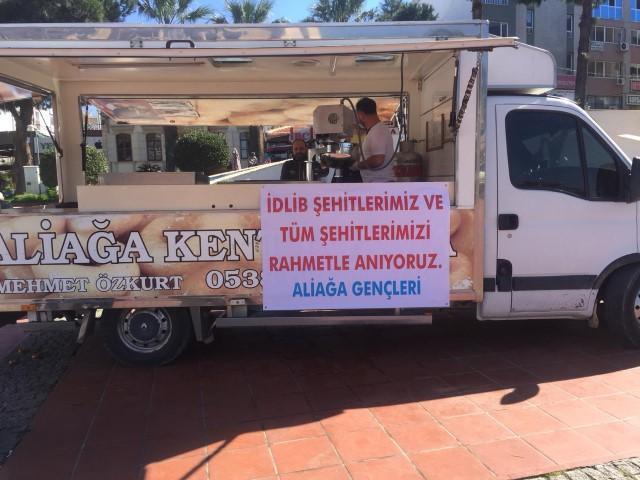 İDLİB ŞEHİTLERİMİZ VE
TÜM ŞEHİTLERİMİZİ
RAHMETLE ANIYORUZ.
ALİAĞA GENÇLERİ
ALİAĞA KENT
MEHMET ÖZKURT 0538